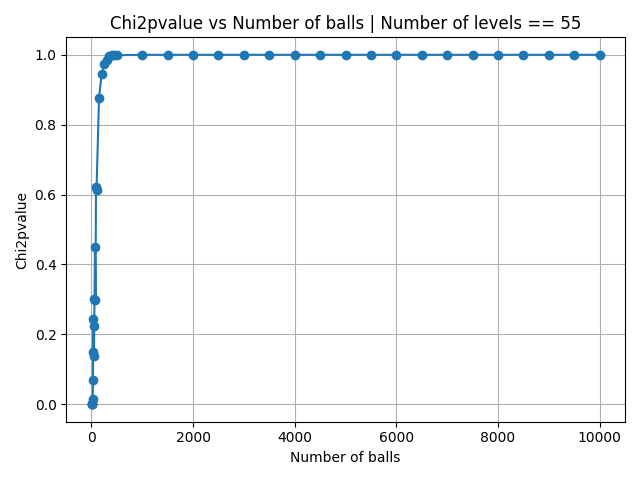 Chi2pvalue vs Number of balls | Number of levels == 55
1.0
0.8
0.6
0.4
0.2
0.0
Chi2pvalue
0 2000 4000 6000 8000 10000
Number of balls